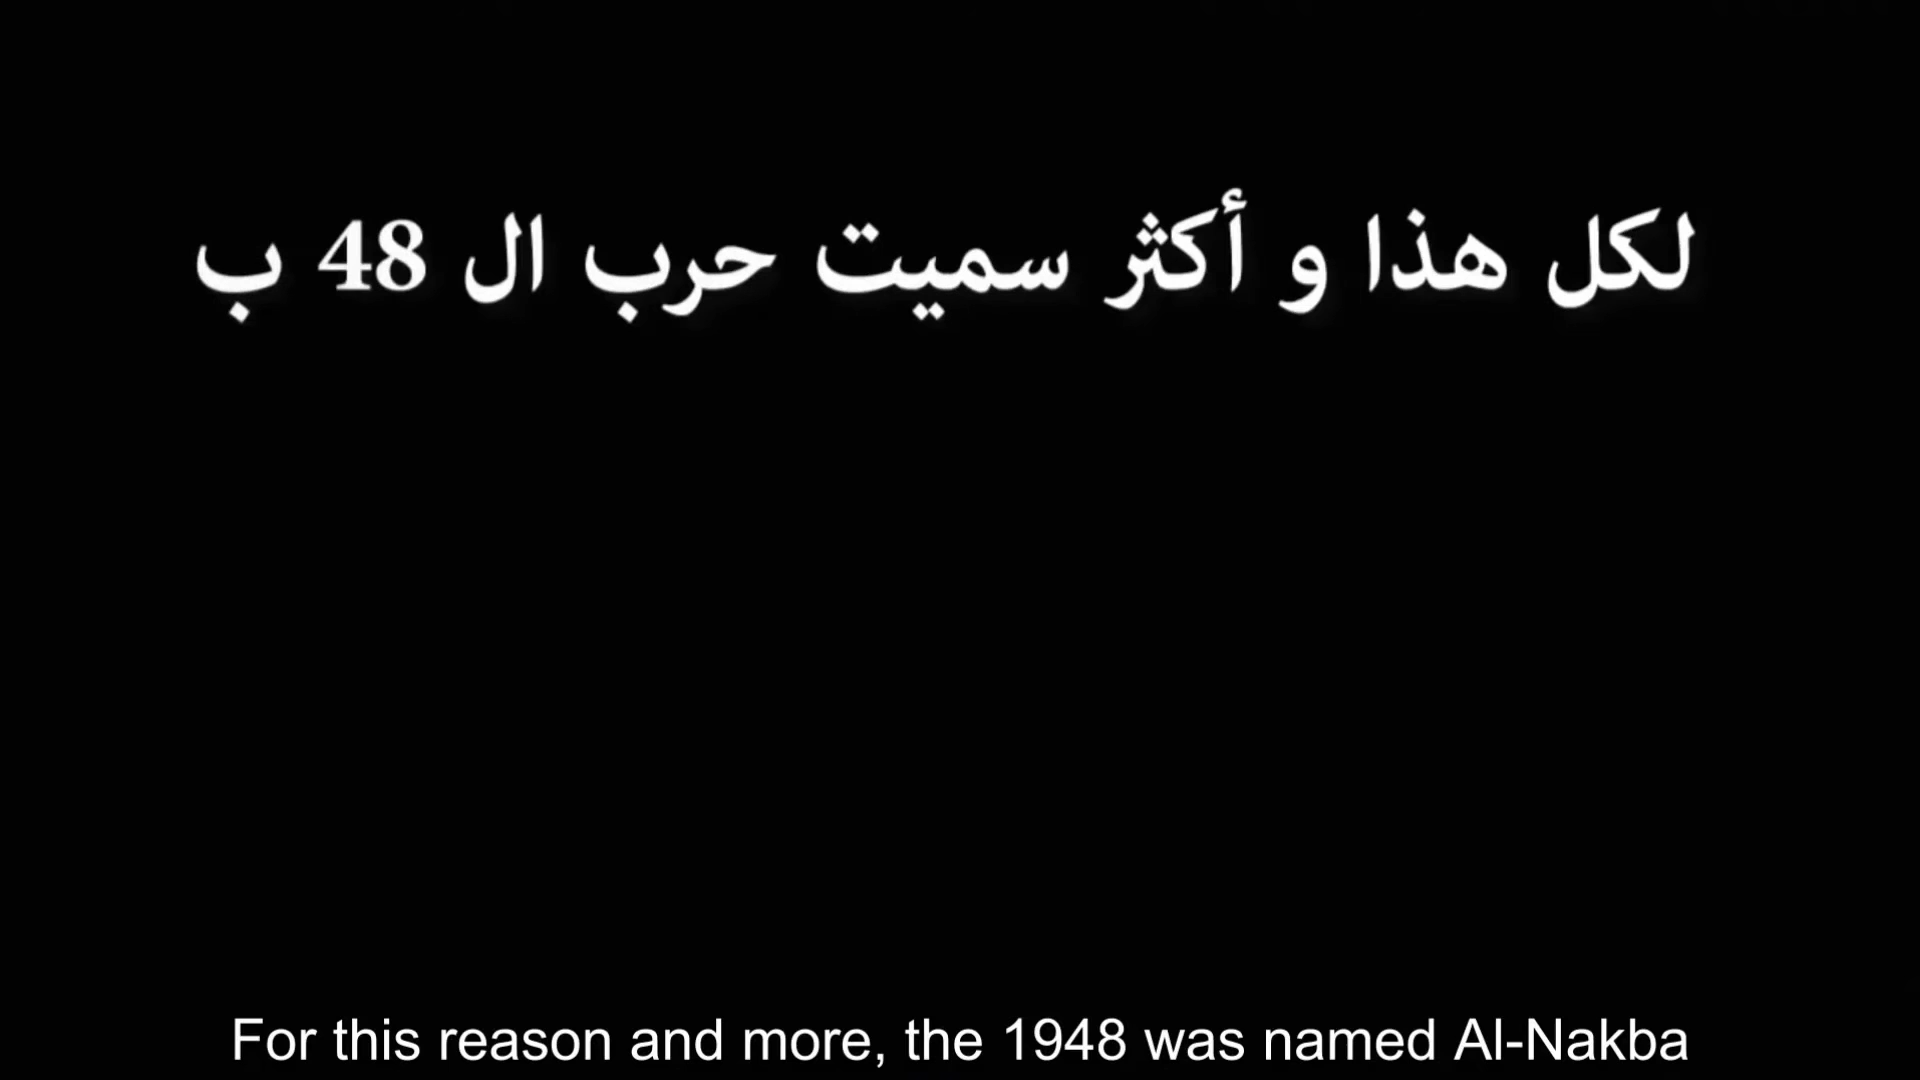 لكل هذا و أكثر سميت حرب ال 48 ب
For this reason and more, the 1948 was named Al-Nakba